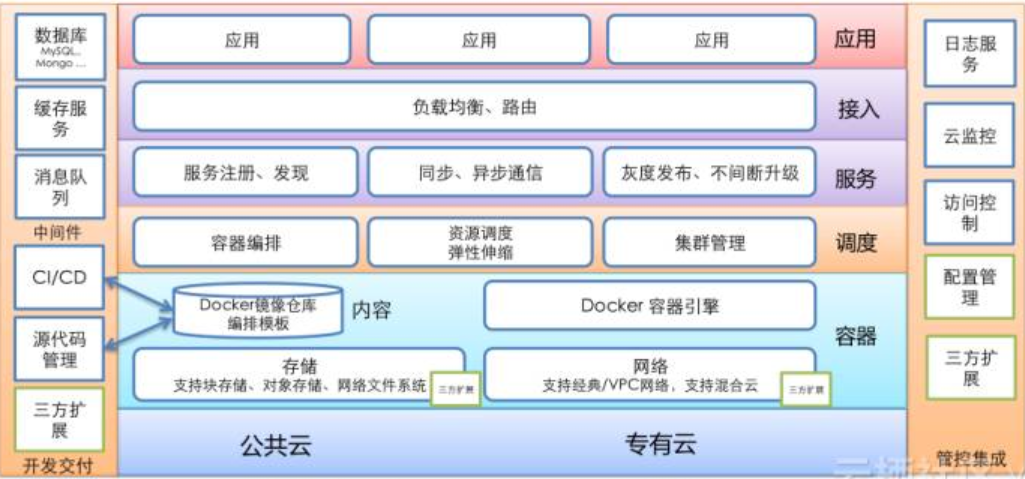 数据库
MySQL..
Mongo ...
缓存服
务
消息队
列
中间件
CI/CD
源代码
管理
三方扩
展
开发交付
应用
应用
应用
应用
负载均衡、路由
接入
服务注册、发现
同步、异步通信
灰度发布、不间断升级
服务
容器编排
资源调度
弹性伸缩
集群管理
调度
Docker镜像仓库
编排模板
内容
Docker 容器引擎
容器
存储
支持块存储、对象存储、网络文件系统
三方扩展
网络
支持经典/VPC网络，支持混合云
三方扩展
公共云
专有云
日志服
务
云监控
访问控
制
配置管
理
三方扩
展
管控集成